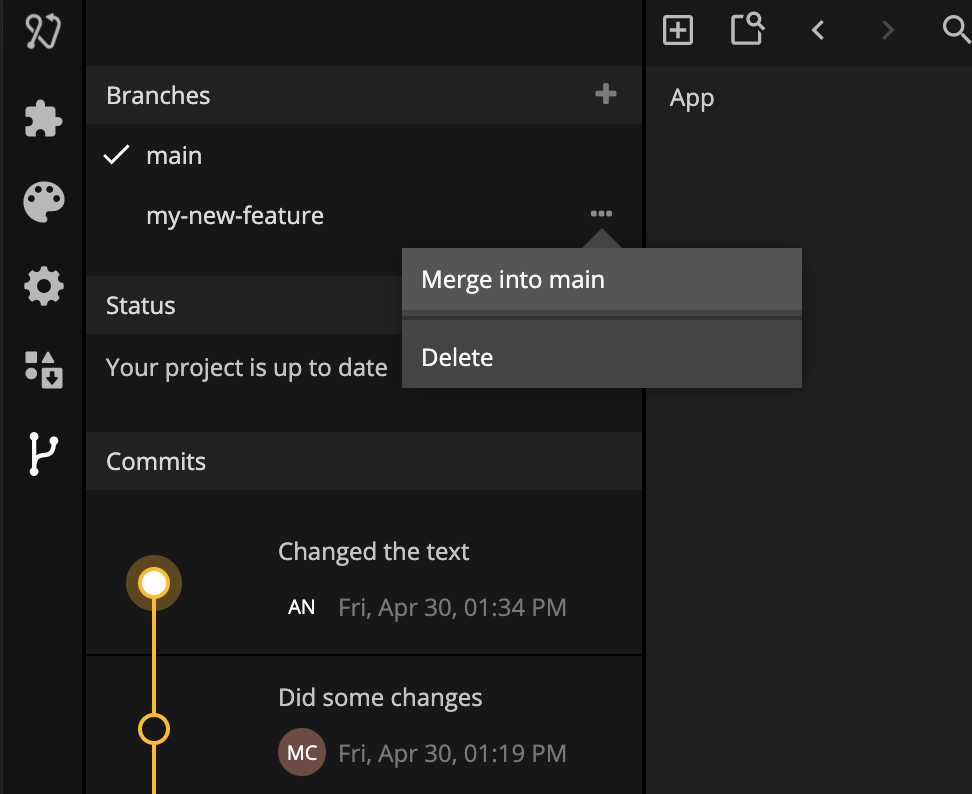 Branches
App
main
my-new-feature
Merge into main
Status
Delete
Your project is up to date
Commits
Changed the text
AN Fri, Apr 30, 01:34 PM
Did some changes
MC Fri, Apr 30, 01:19 PM